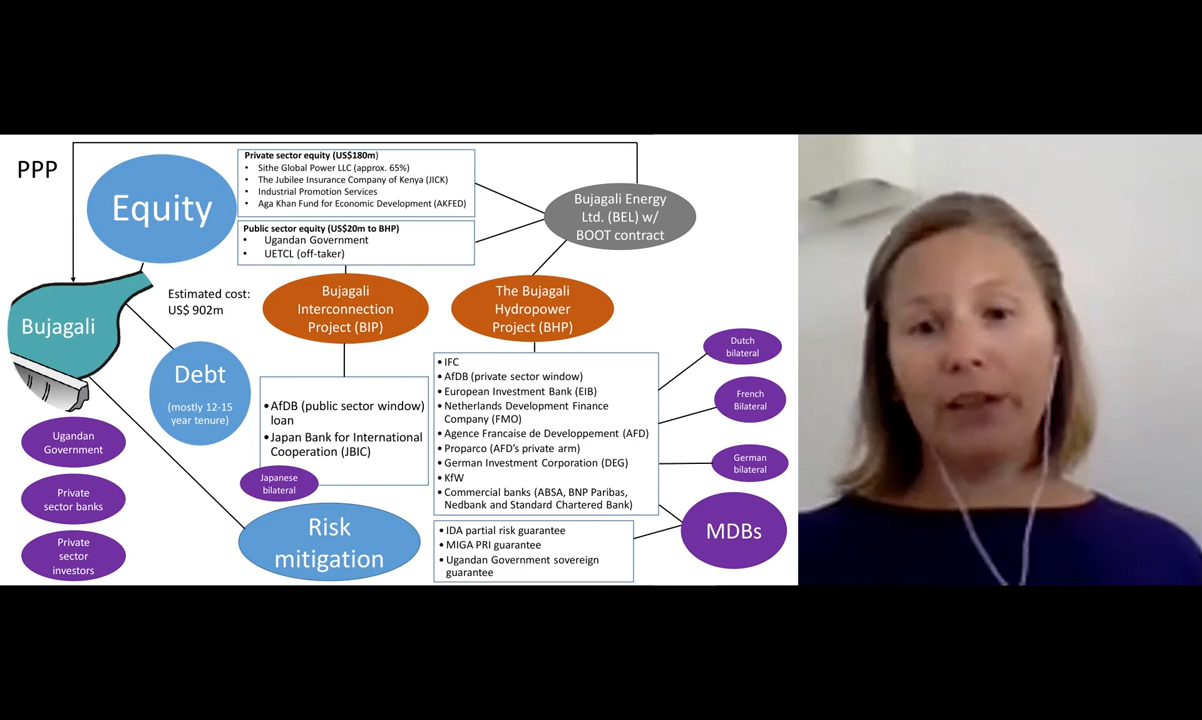 PPP
Equity
Private sector equity (US$180m)
• Sithe Global Power LLC (approx. 65%)
• The Jubilee Insurance Company of Kenya (JICK)
• Industrial Promotion Services
• Aga Khan Fund for Economic Development (AKFED)
Public sector equity (US$20m to BHP)
• Ugandan Government
• UETCL (off-taker)
Bujagali Energy
Ltd. (BEL) w/
BOOT contract
Bujagali
Estimated cost:
US$ 902m
Bujagali
Interconnection
Project (BIP)
The Bujagali
Hydropower
Project (BHP)
Debt
(mostly 12-15
year tenure)
•AfDB (public sector window)
loan
•Japan Bank for International
Cooperation (JBIC)
Japanese
bilateral
• IFC
• AfDB (private sector window)
• European Investment Bank (EIB)
• Netherlands Development Finance
Company (FMO)
• Agence Francaise de Developpement (AFD)
• Proparco (AFD's private arm)
• German Investment Corporation (DEG)
• KfW
• Commercial banks (ABSA, BNP Paribas,
Nedbank and Standard Chartered Bank)
Dutch
bilateral
French
Bilateral
German
bilateral
MDBs
Ugandan
Government
Private
sector banks
Private
sector
investors
Risk
mitigation
• IDA partial risk guarantee
• MIGA PRI guarantee
• Ugandan Government sovereign
guarantee